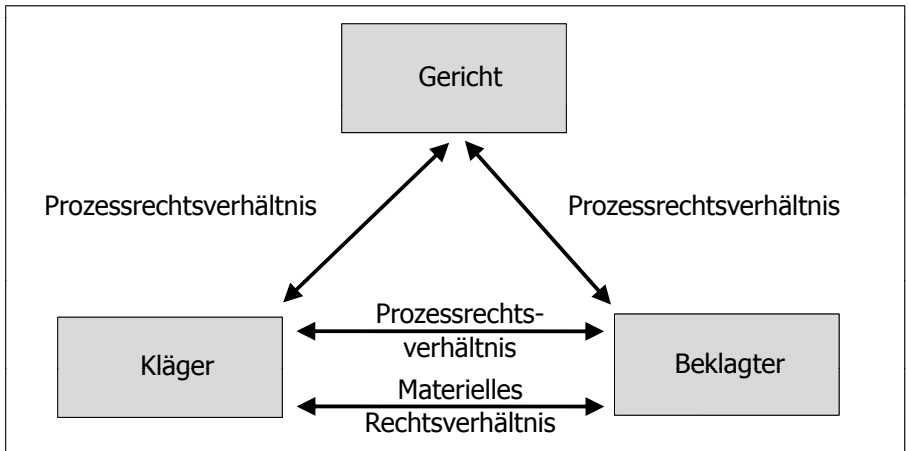 Gericht
Prozessrechtsverhältnis
Prozessrechtsverhältnis
Prozessrechts-
verhältnis
Kläger
Beklagter
Materielles
Rechtsverhältnis